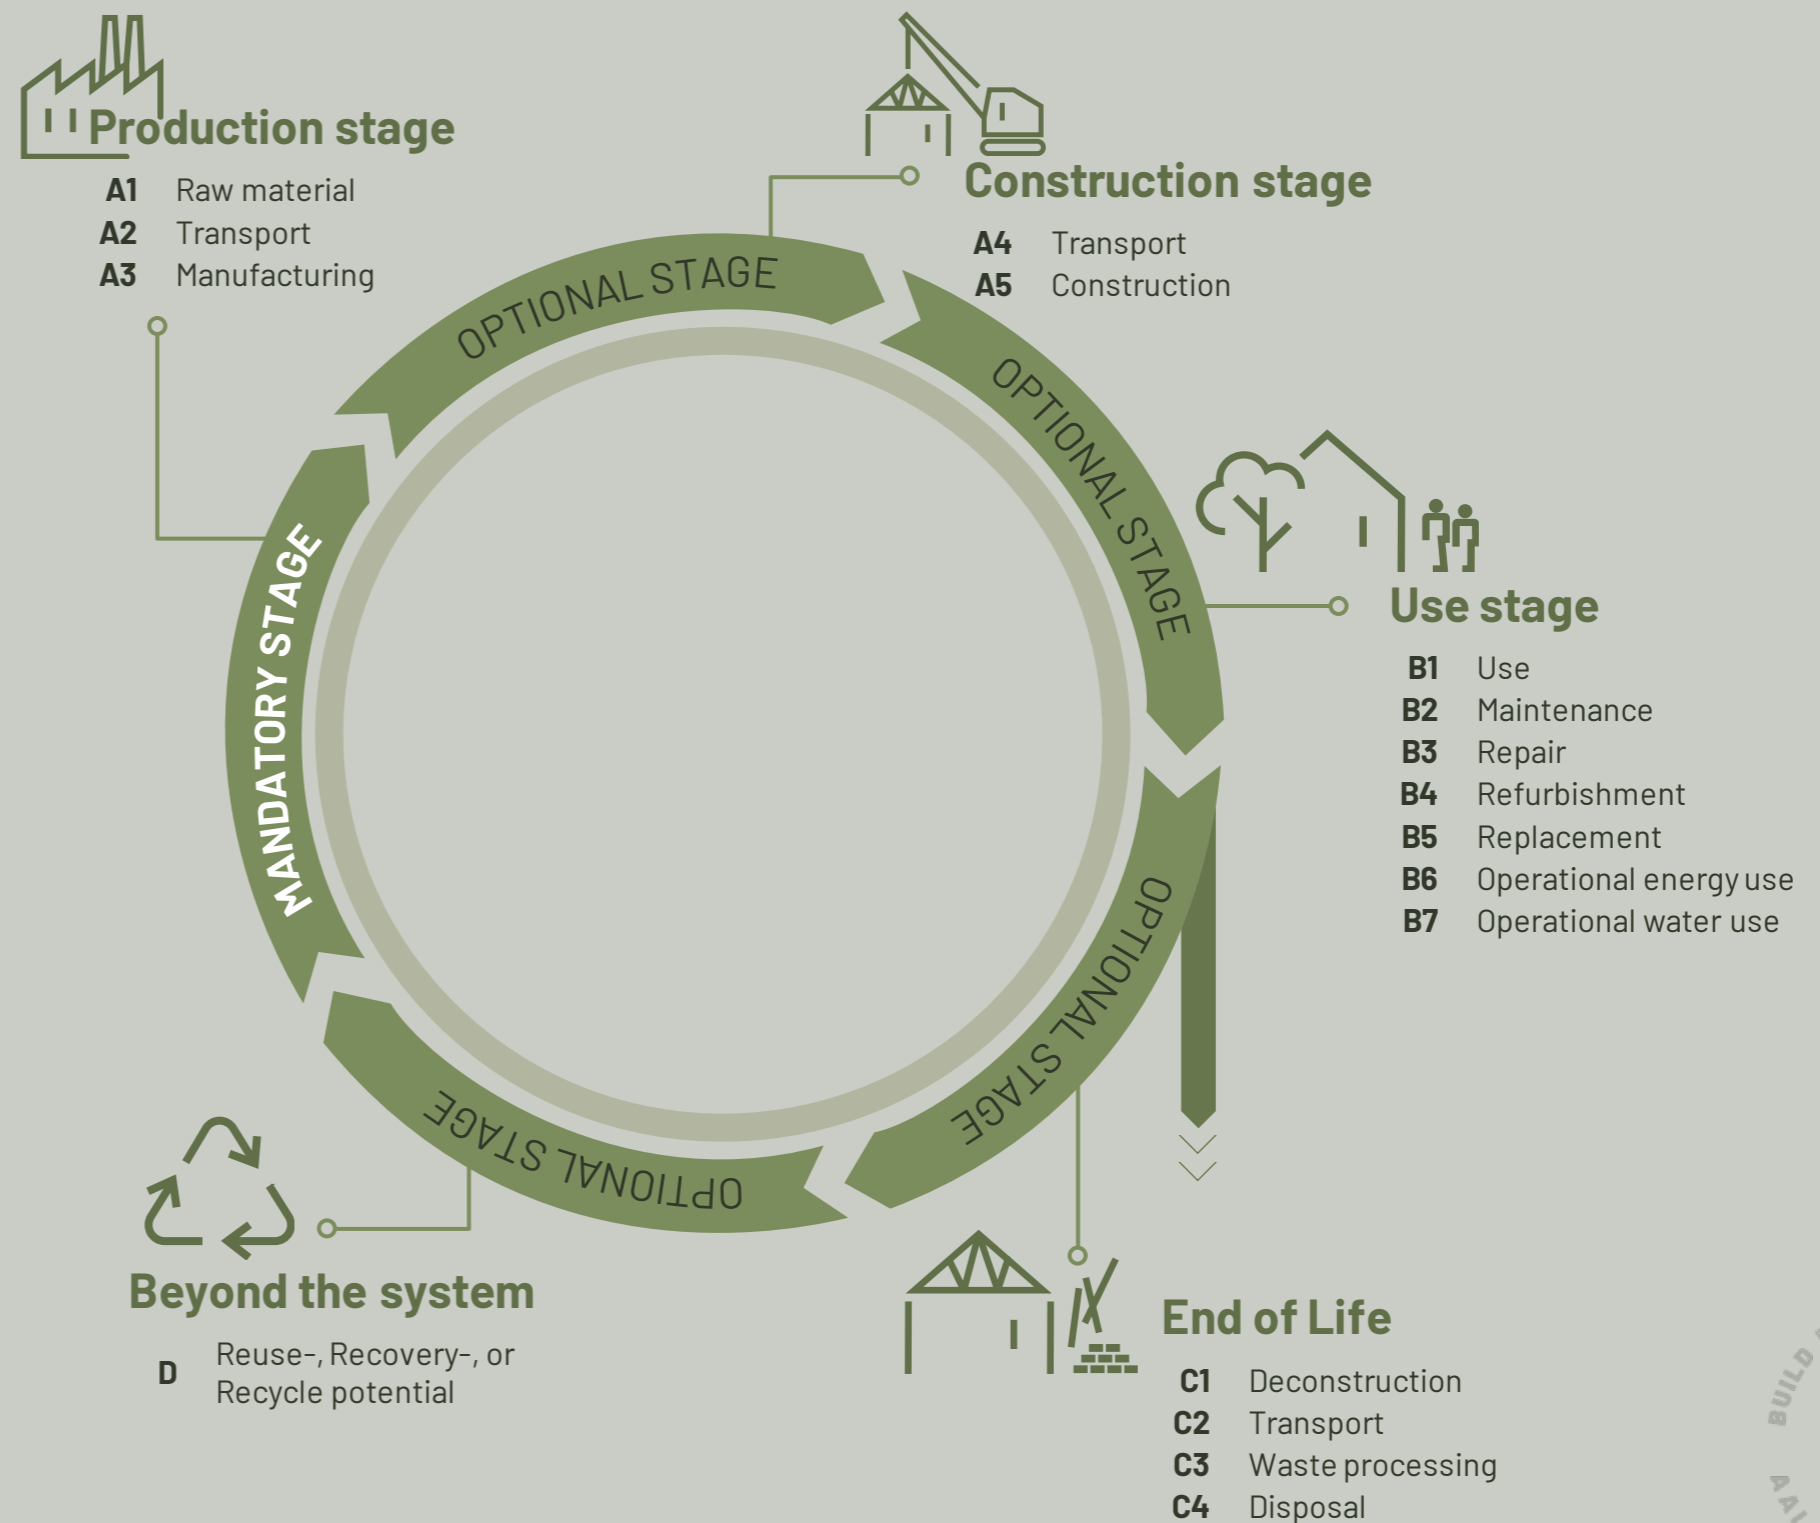 Production stage
A1 Raw material
A2 Transport
A3 Manufacturing
Construction stage
A4 Transport
A5 Construction
OPTIONAL STAGE
OPTIONAL STAGE
MANDATORY STAGE
Use stage
B1 Use
B2 Maintenance
B3 Repair
B4 Refurbishment
B5 Replacement
B6 Operational energy use
B7 Operational water use
OPTIONAL STAGE
OPTIONAL STAGE
Beyond the system
D Reuse-, Recovery-, or
Recycle potential
End of Life
C1 Deconstruction
C2 Transport
C3 Waste processing
C4 Disposal
BUILD